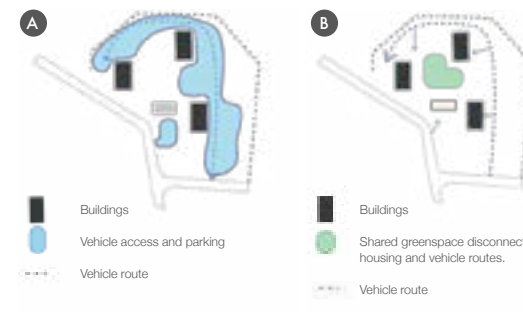 A
B
Buildings
Vehicle access and parking
Vehicle route
Buildings
Shared greenspace disconnect
housing and vehicle routes.
Vehicle route